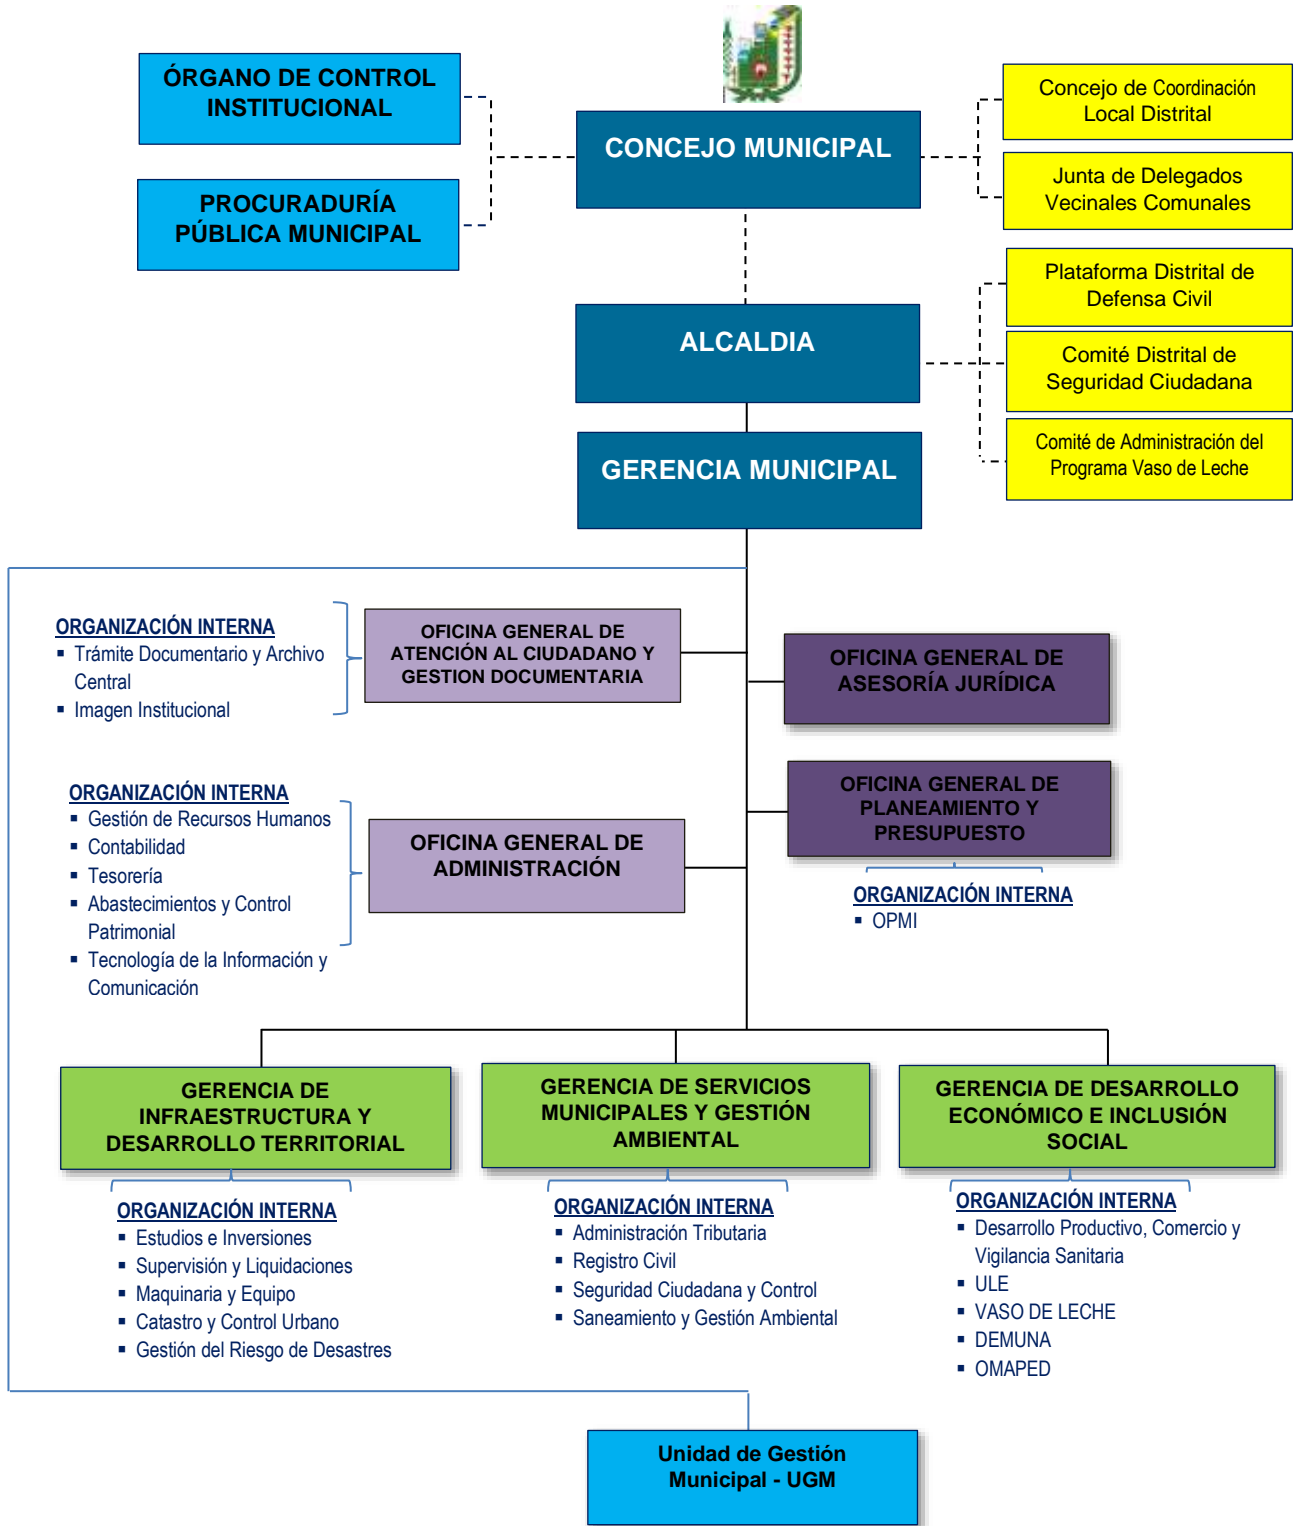 ÓRGANO DE CONTROL
INSTITUCIONAL
PROCURADURÍA
PÚBLICA MUNICIPAL
CONCEJO MUNICIPAL
Concejo de Coordinación
Local Distrital
Junta de Delegados
Vecinales Comunales
ALCALDIA
Plataforma Distrital de
Defensa Civil
Comité Distrital de
Seguridad Ciudadana
Comité de Administración del
Programa Vaso de Leche
GERENCIA MUNICIPAL
ORGANIZACIÓN INTERNA
▪ Trámite Documentario y Archivo
Central
▪ Imagen Institucional
OFICINA GENERAL DE
ATENCIÓN AL CIUDADANO Y
GESTION DOCUMENTARIA
OFICINA GENERAL DE
ASESORÍA JURÍDICA
ORGANIZACIÓN INTERNA
▪ Gestión de Recursos Humanos
▪ Contabilidad
▪ Tesorería
▪ Abastecimientos y Control
Patrimonial
▪ Tecnología de la Información y
Comunicación
OFICINA GENERAL DE
ADMINISTRACIÓN
OFICINA GENERAL DE
PLANEAMIENTO Y
PRESUPUESTO
ORGANIZACIÓN INTERNA
▪ OPMI
GERENCIA DE
INFRAESTRUCTURA Y
DESARROLLO TERRITORIAL
ORGANIZACIÓN INTERNA
▪ Estudios e Inversiones
▪ Supervisión y Liquidaciones
▪ Maquinaria y Equipo
▪ Catastro y Control Urbano
▪ Gestión del Riesgo de Desastres
GERENCIA DE SERVICIOS
MUNICIPALES Y GESTIÓN
AMBIENTAL
ORGANIZACIÓN INTERNA
▪ Administración Tributaria
▪ Registro Civil
▪ Seguridad Ciudadana y Control
▪ Saneamiento y Gestión Ambiental
GERENCIA DE DESARROLLO
ECONÓMICO E INCLUSIÓN
SOCIAL
ORGANIZACIÓN INTERNA
▪ Desarrollo Productivo, Comercio y
Vigilancia Sanitaria
▪ ULE
▪ VASO DE LECHE
▪ DEMUNA
▪ OMAPED
Unidad de Gestión
Municipal - UGM